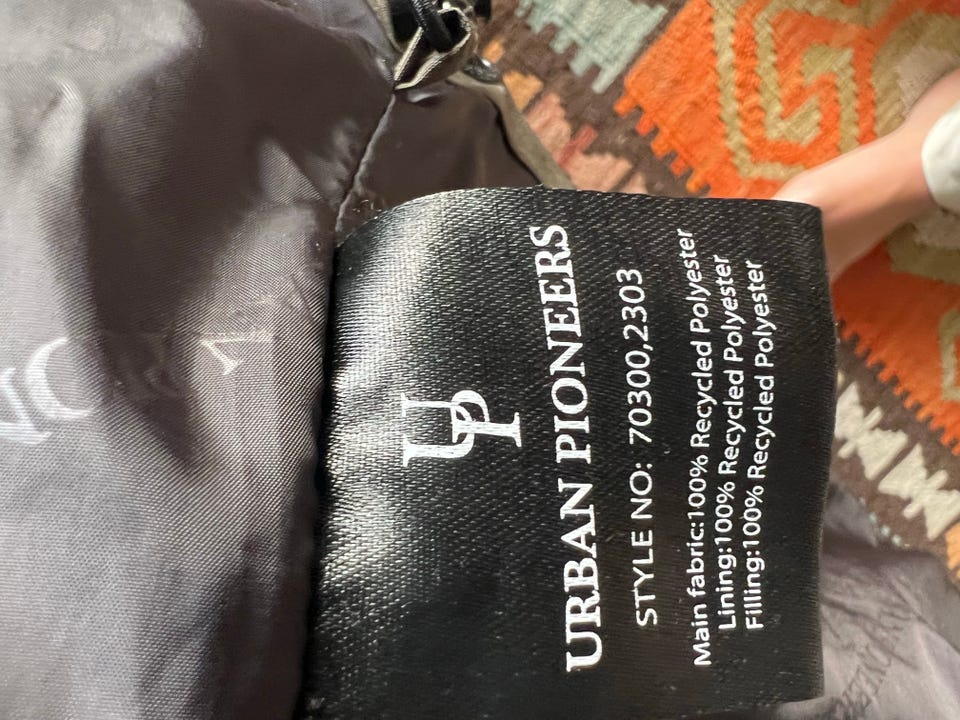 UP
URBAN PIONEERS
STYLE NO: 70300,2303
Main fabric:100% Recycled Polyester
Lining:100% Recycled Polyester
Filling:100% Recycled Polyester